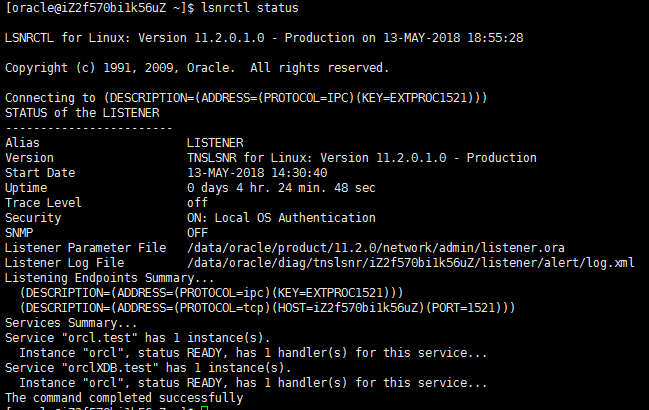 [oracle@iZ2f570bi1k56uZ ~]$ lsnrctl status
LSNRCTL for Linux: Version 11.2.0.1.0 - Production on 13-MAY-2018 18:55:28
Copyright (c) 1991, 2009, Oracle.  All rights reserved.
Connecting to (DESCRIPTION=(ADDRESS=(PROTOCOL=IPC)(KEY=EXTPROC1521)))
STATUS of the LISTENER
------------------------
Alias                     LISTENER
Version                   TNSLSNR for Linux: Version 11.2.0.1.0 - Production
Start Date                13-MAY-2018 14:30:40
Uptime                    0 days 4 hr. 24 min. 48 sec
Trace Level               off
Security                  ON: Local OS Authentication
SNMP                      OFF
Listener Parameter File   /data/oracle/product/11.2.0/network/admin/listener.ora
Listener Log File         /data/oracle/diag/tnslsnr/iZ2f570bi1k56uZ/listener/alert/log.xml
Listening Endpoints Summary...
  (DESCRIPTION=(ADDRESS=(PROTOCOL=ipc)(KEY=EXTPROC1521)))
  (DESCRIPTION=(ADDRESS=(PROTOCOL=tcp)(HOST=iZ2f570bi1k56uZ)(PORT=1521)))
Services Summary...
Service "orcl.test" has 1 instance(s).
  Instance "orcl", status READY, has 1 handler(s) for this service...
Service "orclXDB.test" has 1 instance(s).
  Instance "orcl", status READY, has 1 handler(s) for this service...
The command completed successfully
[oracle@iZ2f570bi1k56uZ ~]$